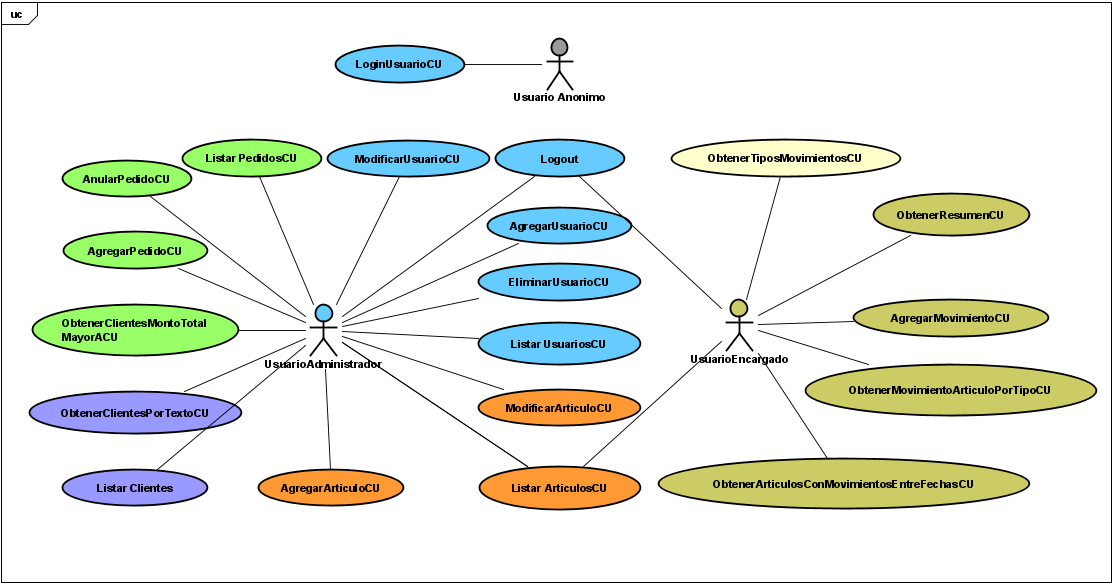 uc
LoginUsuarioCU
Usuario Anonimo
Listar PedidosCU
ModificarUsuarioCU
Logout
ObtenerTiposMovimientosCU
AnularPedidoCU
ObtenerResumenCU
AgregarUsuarioCU
AgregarPedidoCU
EliminarUsuarioCU
AgregarMovimientoCU
ObtenerClientesMontoTotal
MayorACU
Listar UsuariosCU
UsuarioAdministrador
UsuarioEncargado
ObtenerMovimientoArticuloPorTipoCU
ObtenerClientesPorTextoCU
ModificarArticuloCU
Listar Clientes
AgregarArticuloCU
Listar ArticulosCU
ObtenerArticulosConMovimientosEntreFechasCU